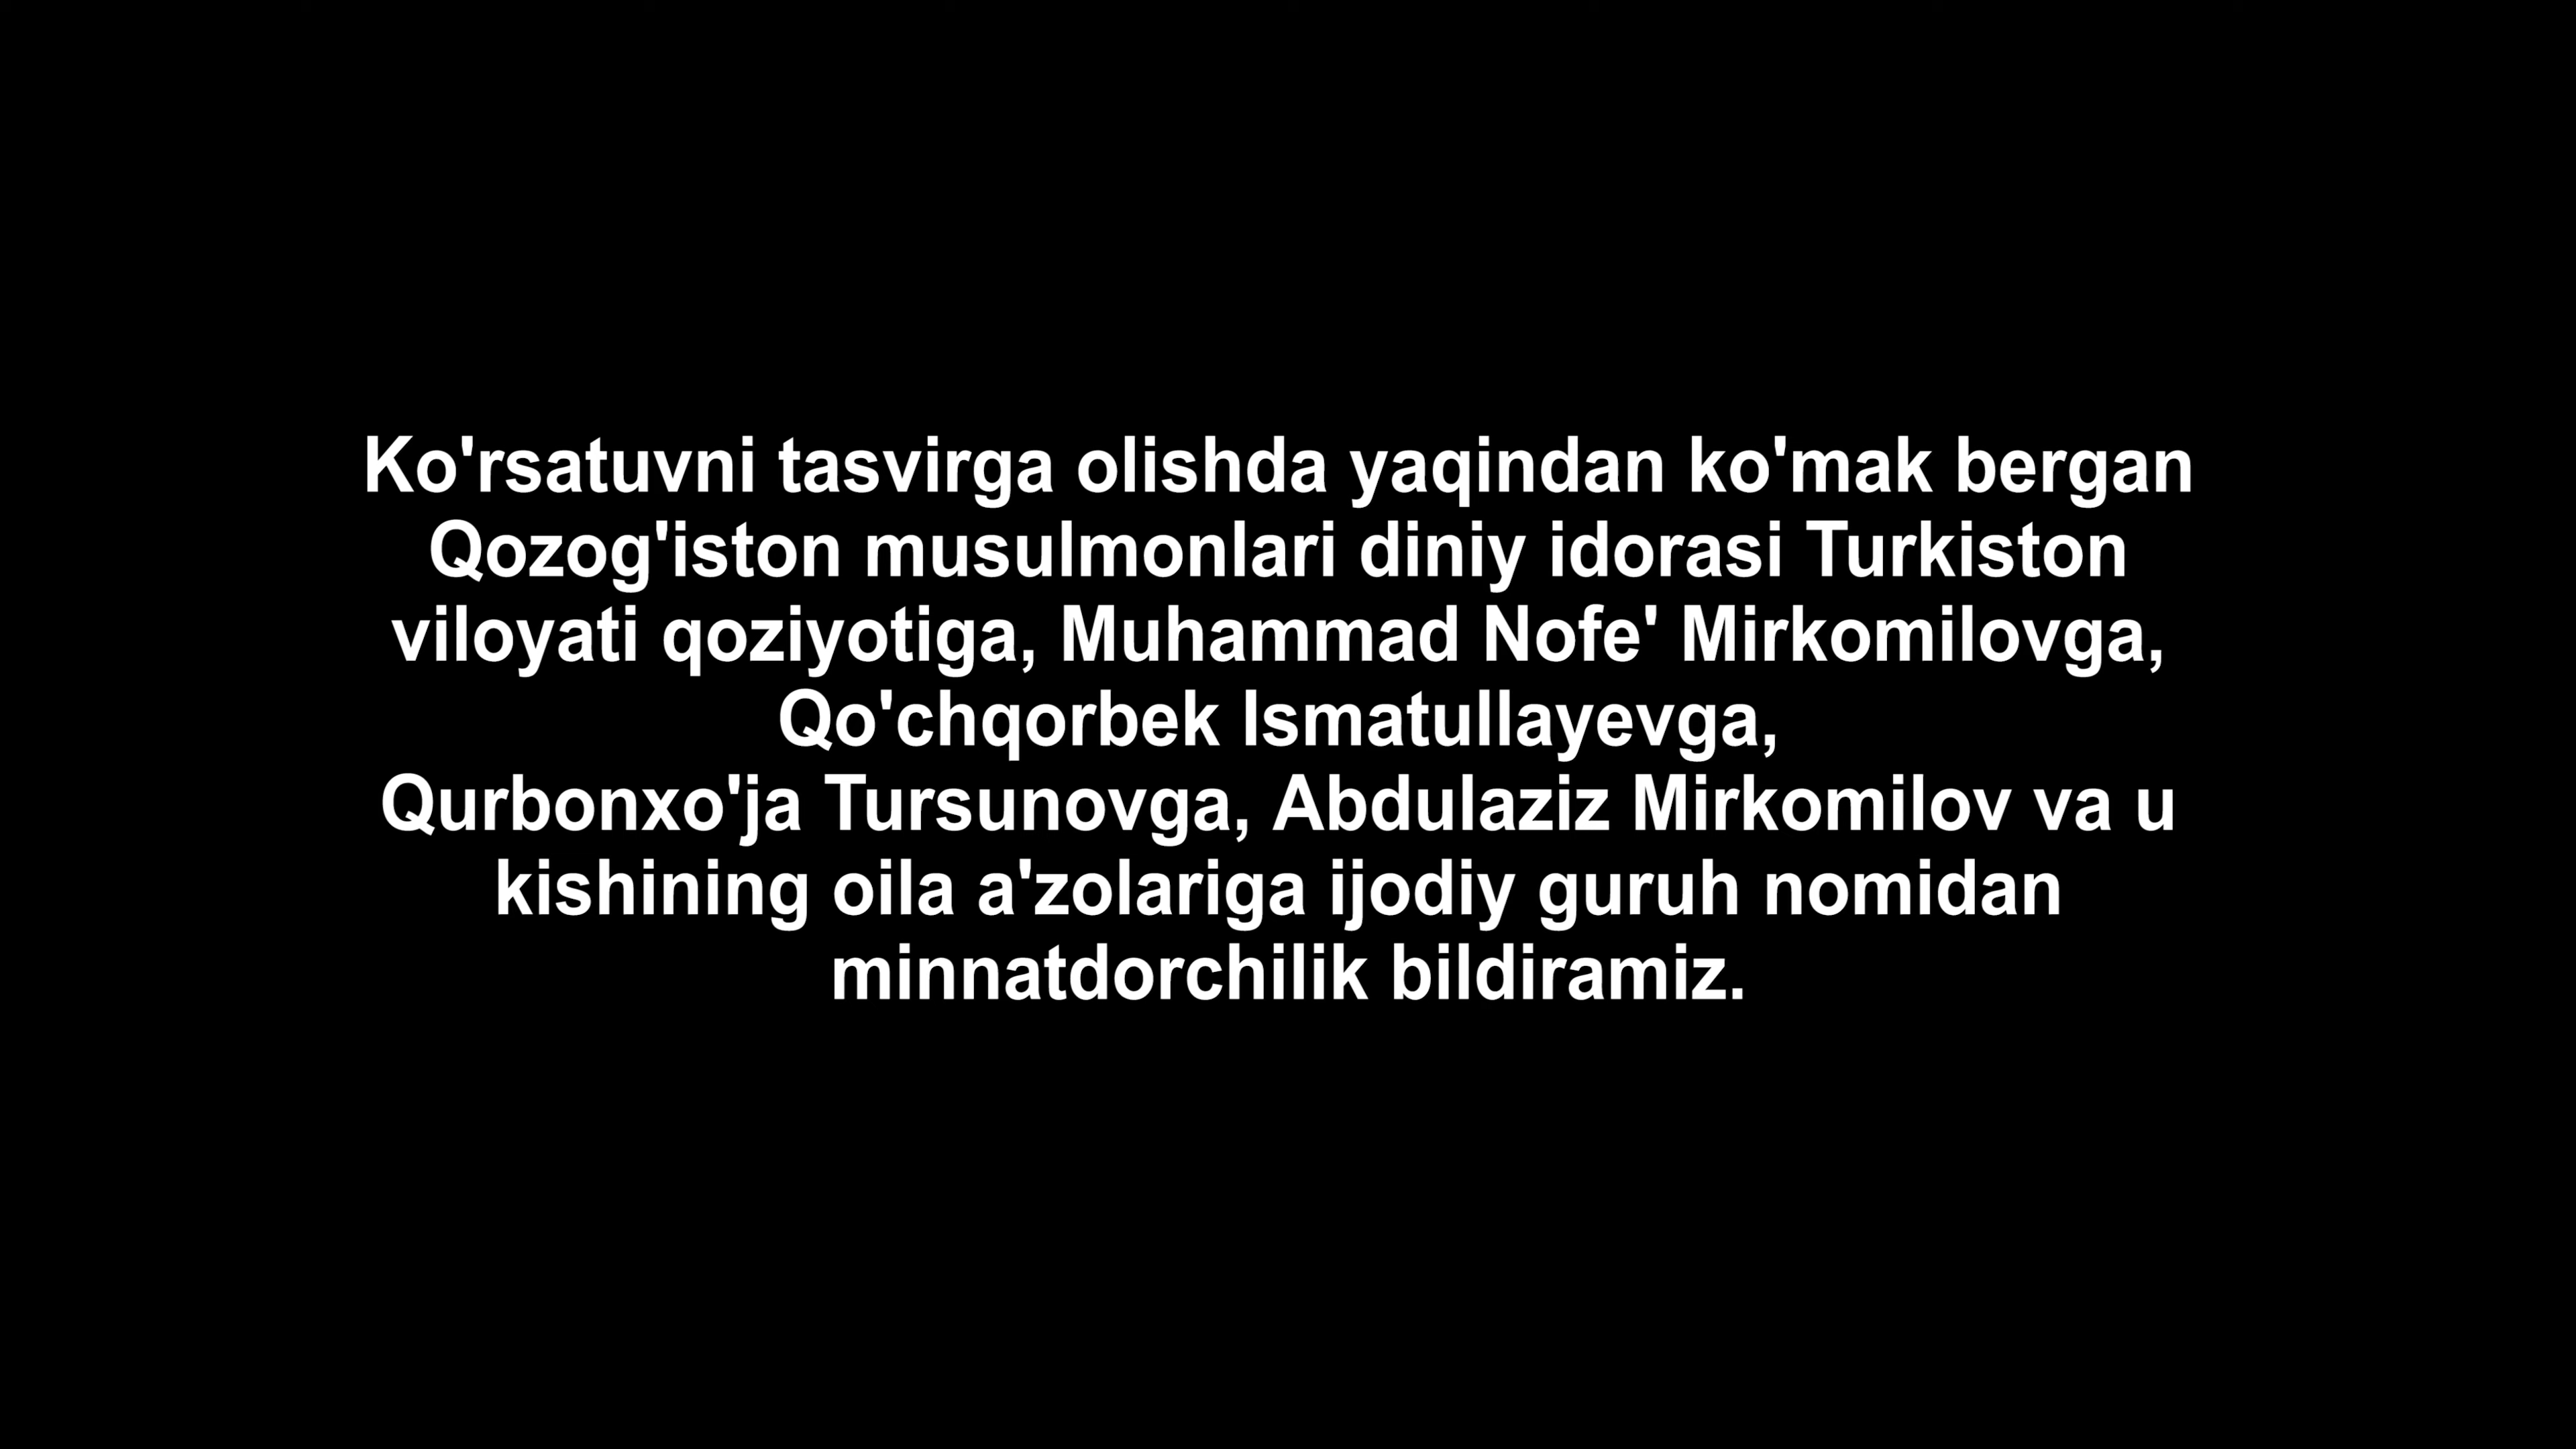 Ko'rsatuvni tasvirga olishda yaqindan ko'mak bergan
Qozog'iston musulmonlari diniy idorasi Turkiston
viloyati qoziyotiga, Muhammad Nofe' Mirkomilovga,
Qo'chqorbek Ismatullayevga,
Qurbonxo'ja Tursunovga, Abdulaziz Mirkomilov va u
kishining oila a'zolariga ijodiy guruh nomidan
minnatdorchilik bildiramiz.